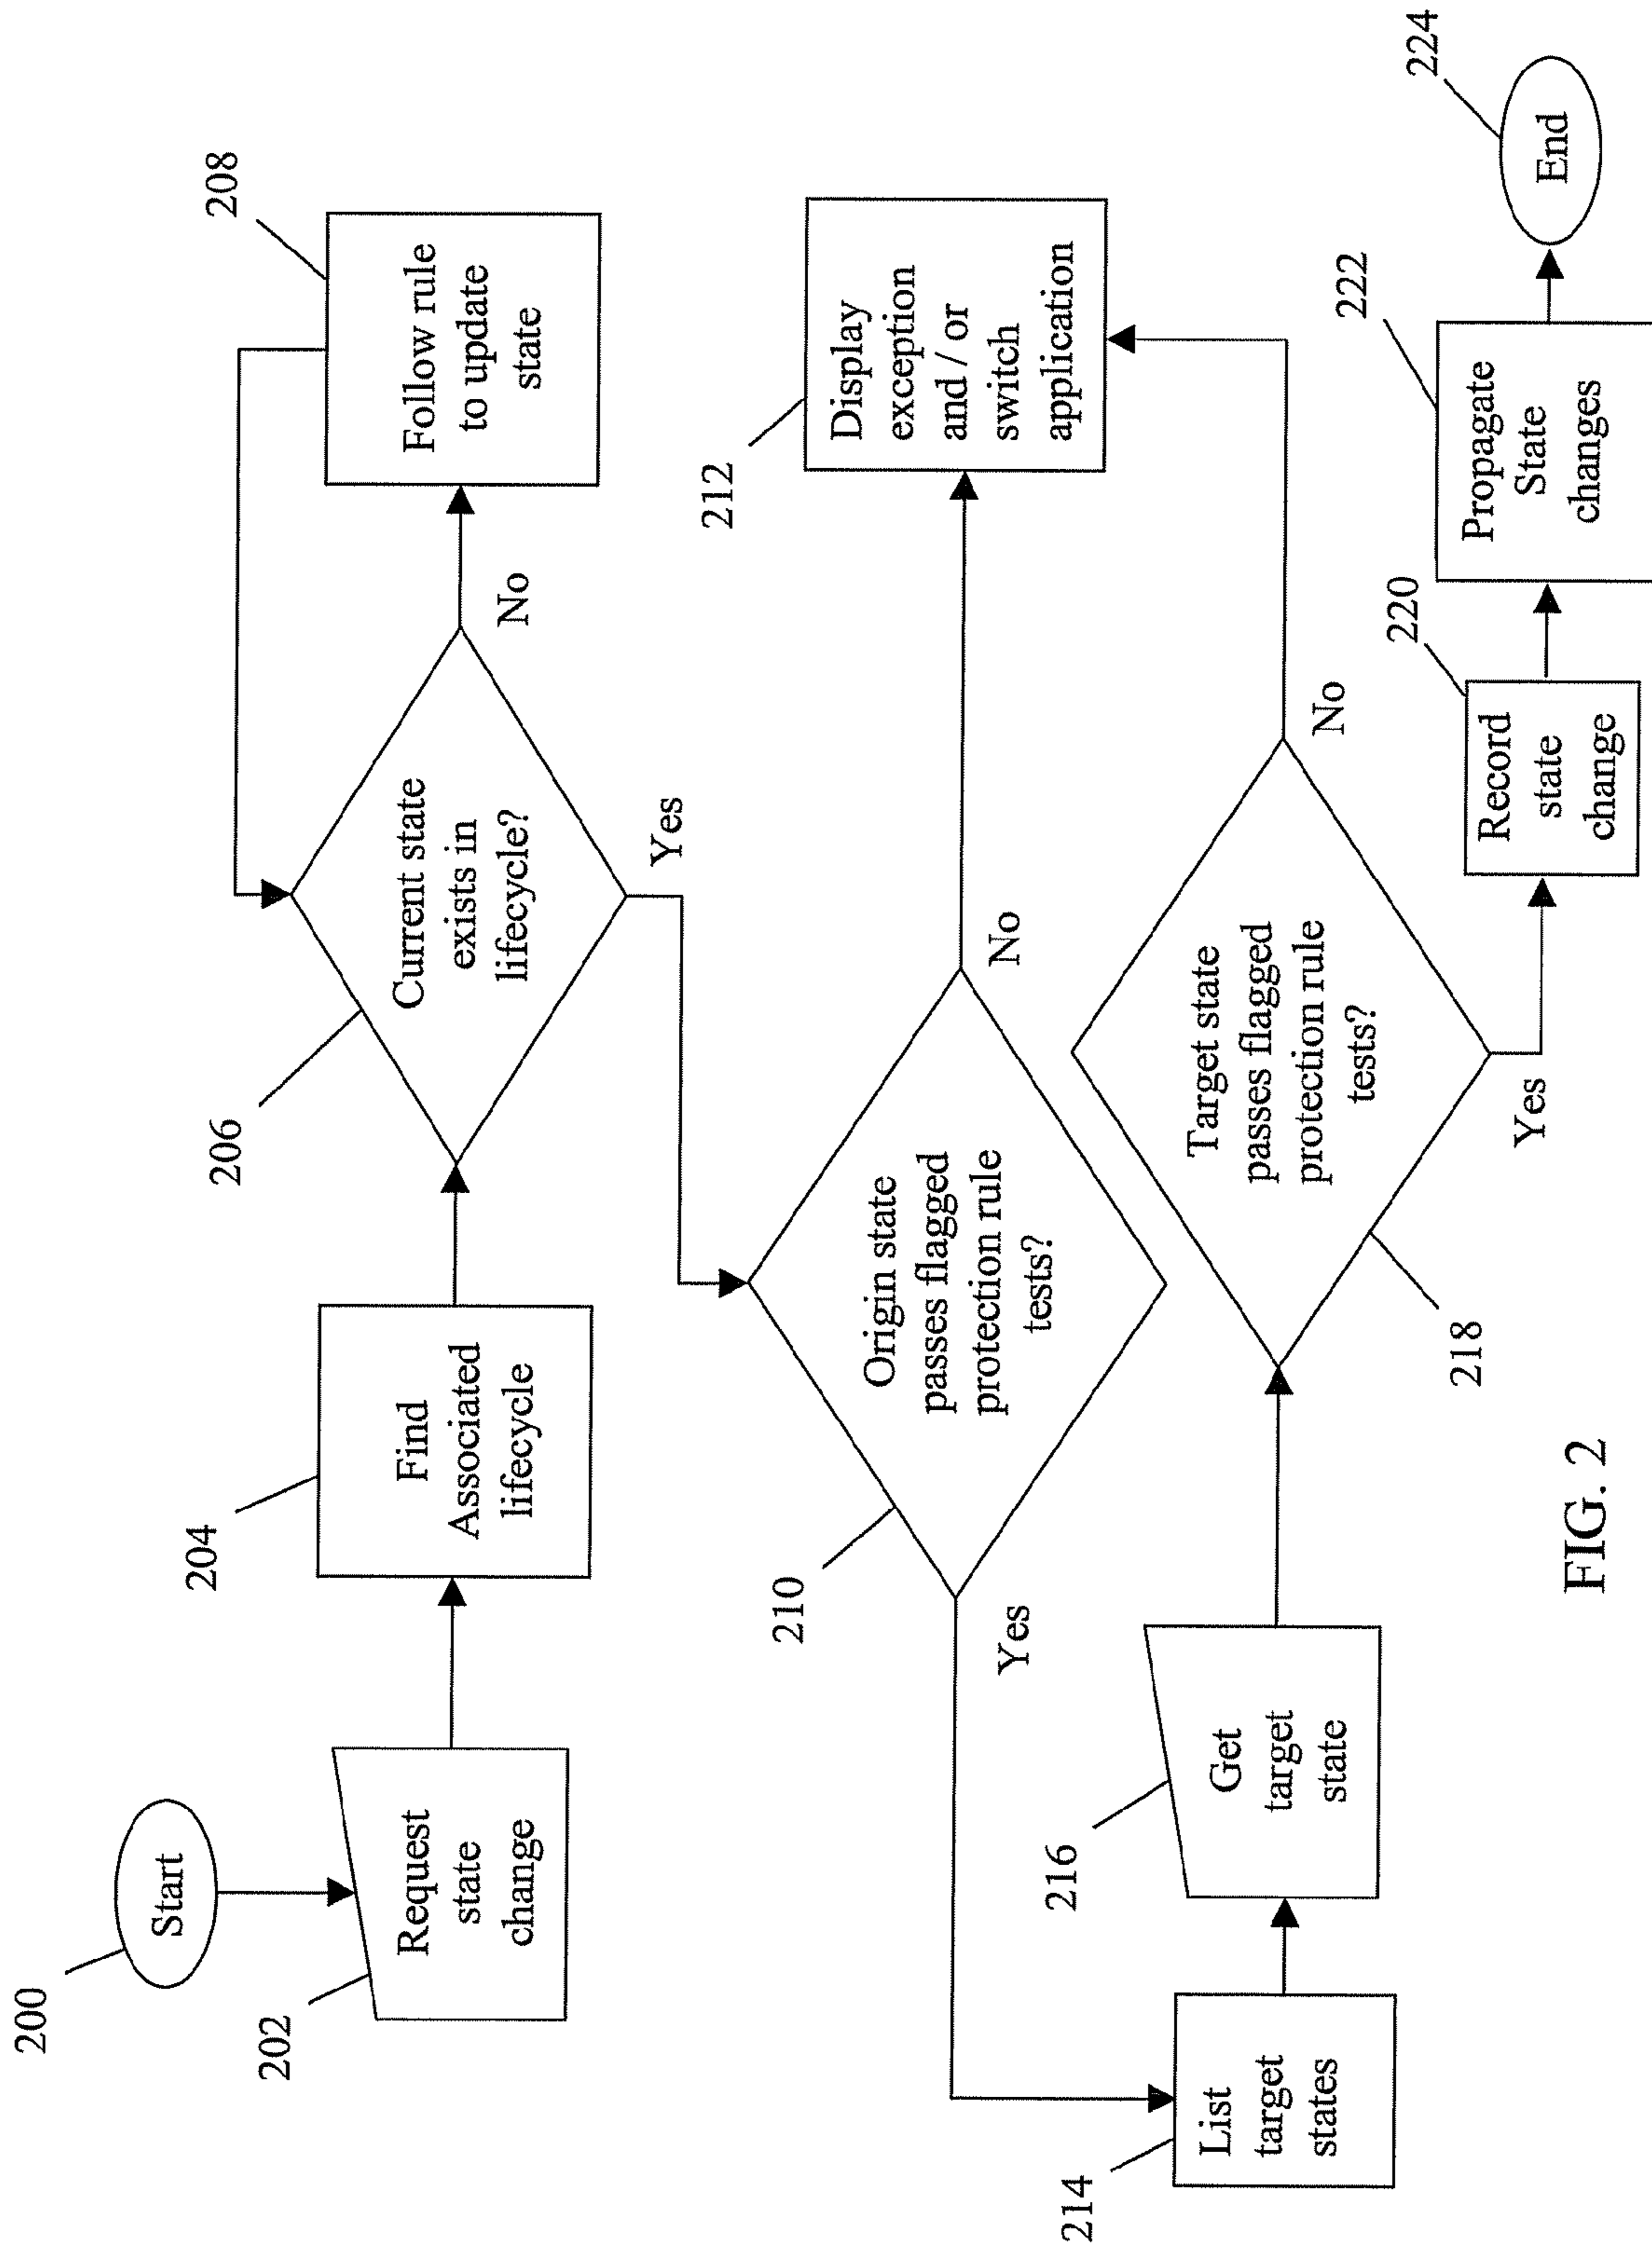 200
Start
202
Request
state
change
204
Find
Associated
lifecycle
206
Current state
exists in
lifecycle?
No
Yes
208
Follow rule
to update
state
210
Origin state
passes flagged
protection rule
tests?
Yes
No
212
Display
exception
and / or
switch
application
214
List
target
states
216
Get
target
state
218
Target state
passes flagged
protection rule
tests?
No
Yes
220
Record
state
change
222
Propagate
State
changes
224
End
FIG. 2